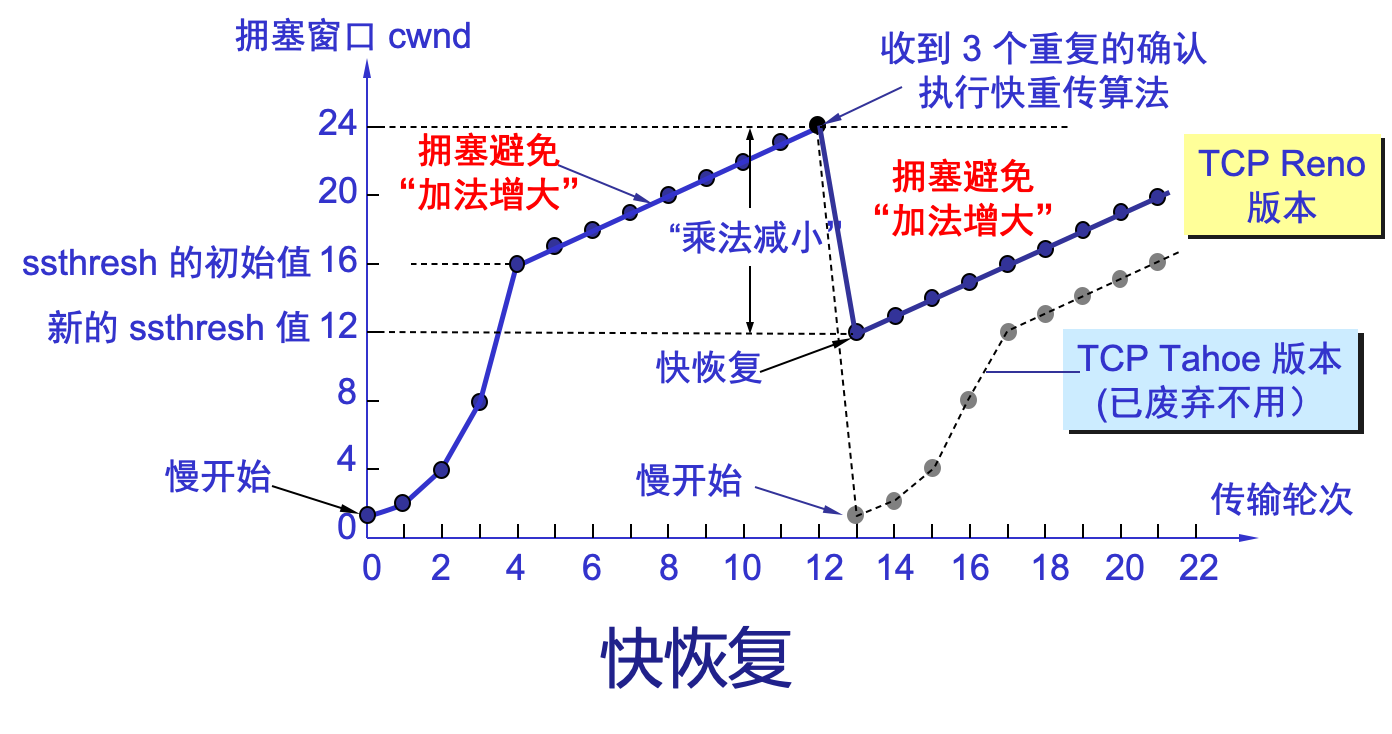 拥塞窗口 cwnd
收到 3 个重复的确认
执行快重传算法
24
拥塞避免
“加法增大”
拥塞避免
“加法增大”
TCP Reno
版本
20
“乘法减小”
ssthresh 的初始值 16
新的 ssthresh 值 12
快恢复
TCP Tahoe 版本
(已废弃不用）
8
4
慢开始
慢开始
传输轮次
0
0 2 4 6 8 10 12 14 16 18 20 22
快恢复